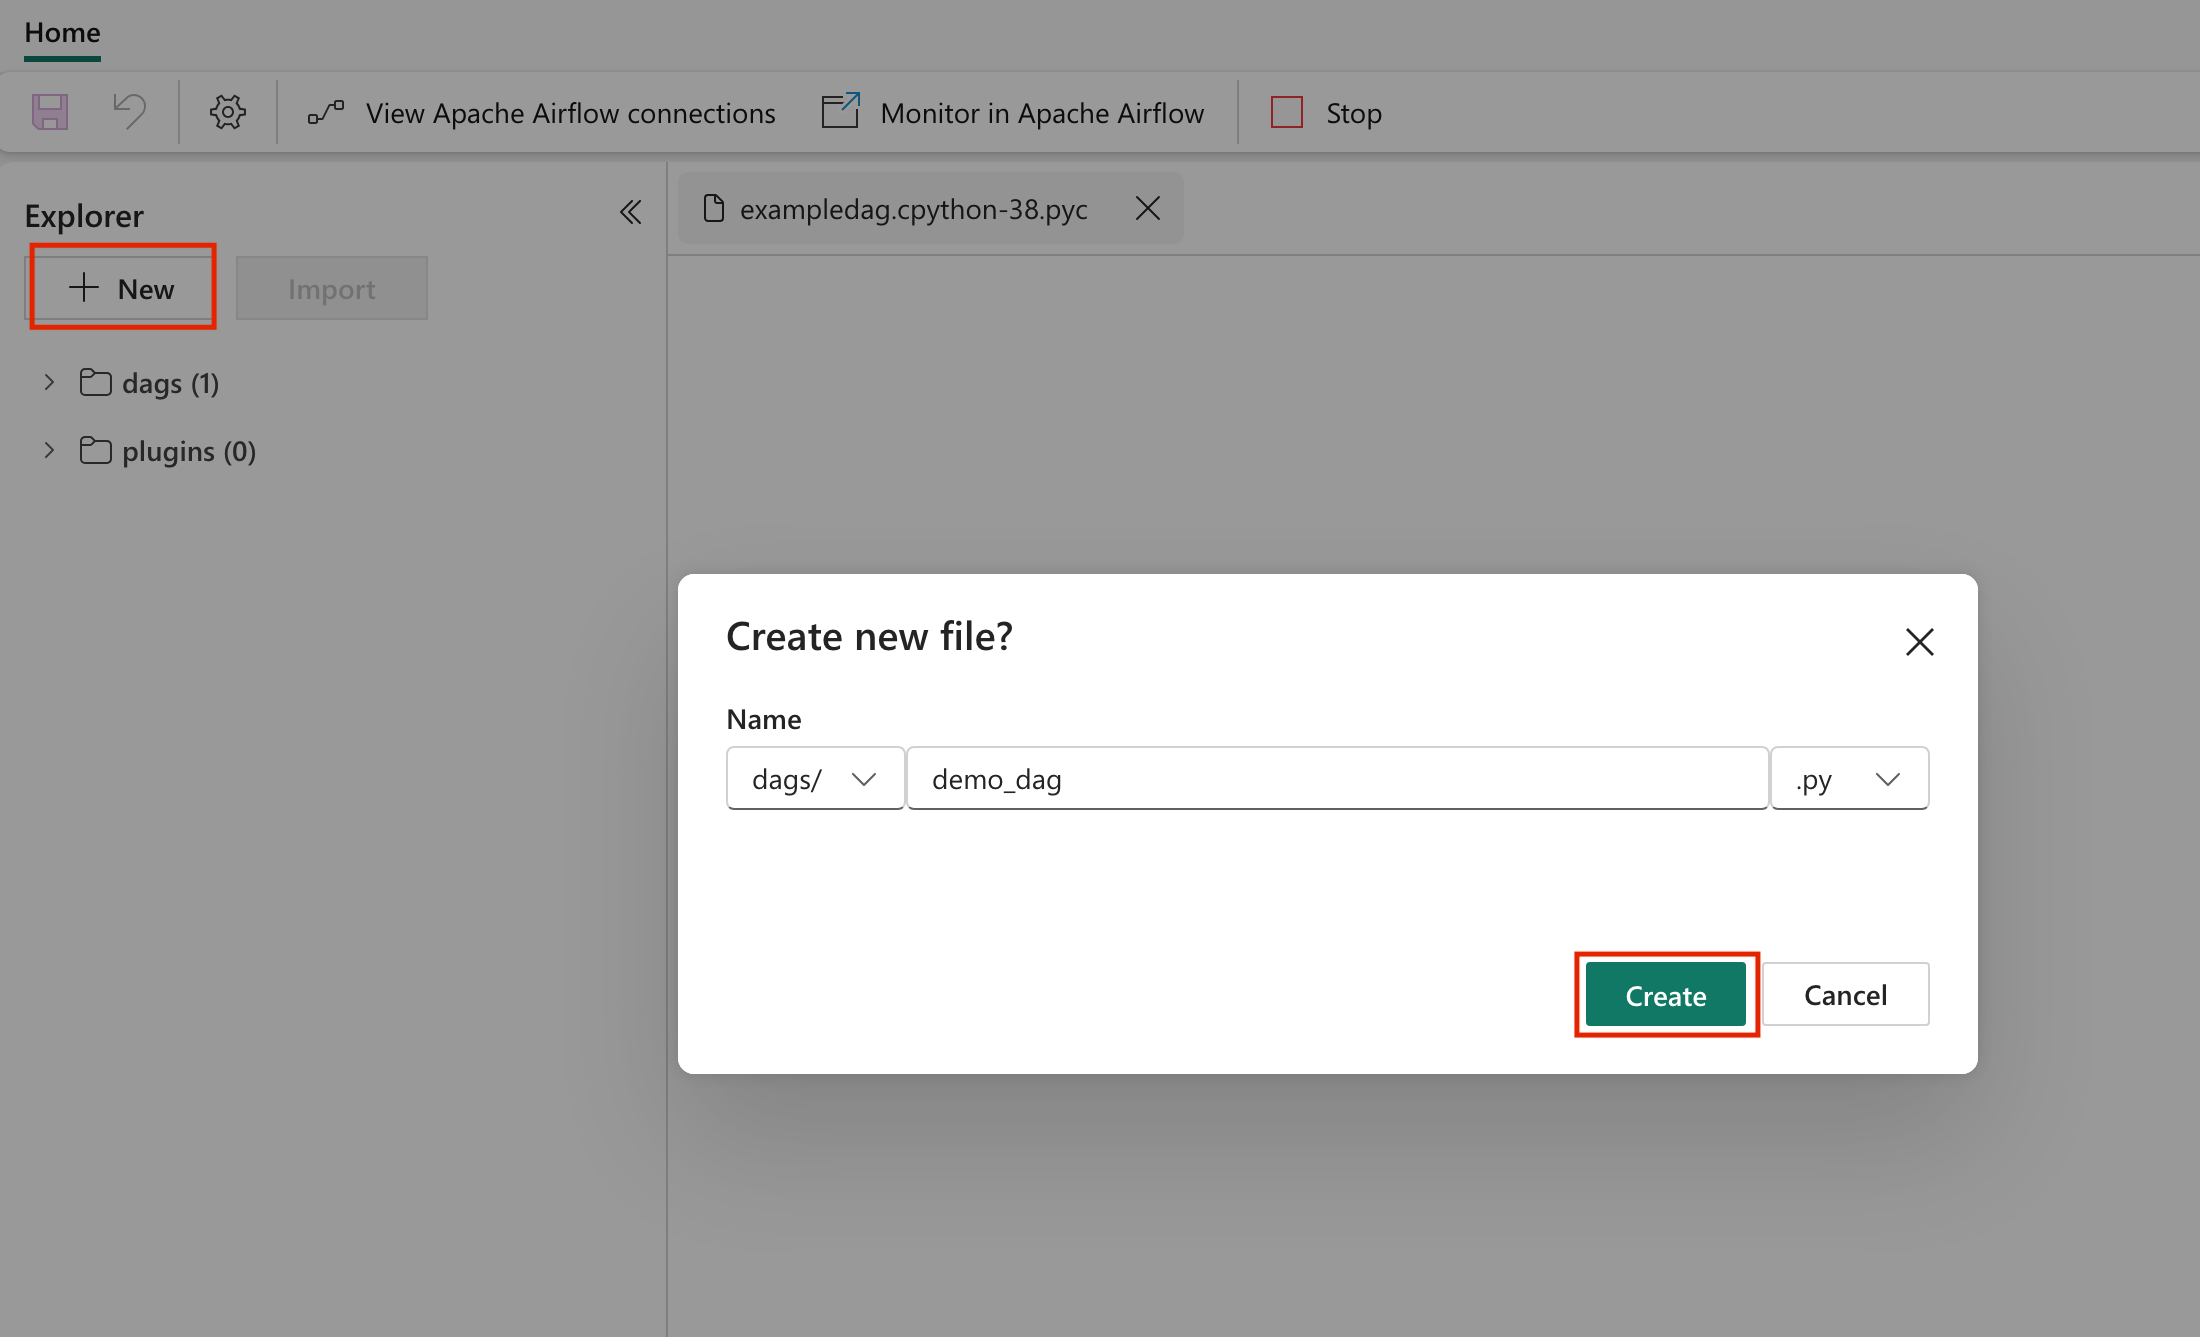 Home
View Apache Airflow connections Monitor in Apache Airflow Stop
Explorer
exampledag.cpython-38.pyc
New Import
dags (1)
plugins (0)
Create new file?
Name
dags/ demo_dag .py
Create Cancel